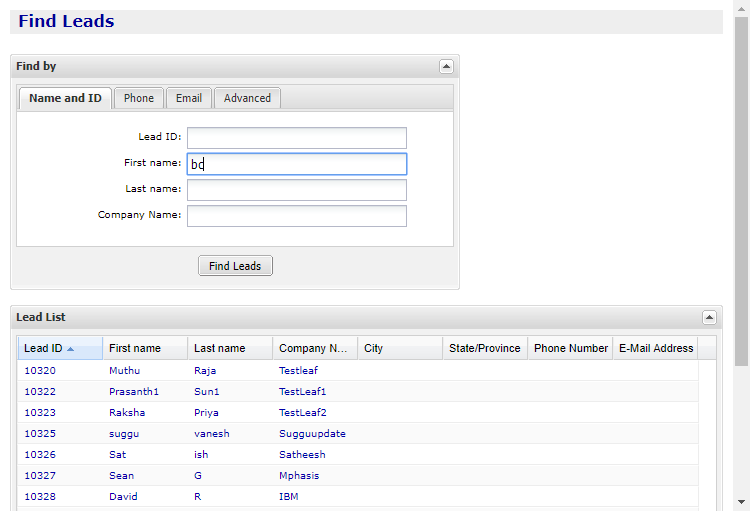 Find Leads
Find by
Name and ID Phone Email Advanced
Lead ID:
First name: bc
Last name:
Company Name:
Find Leads
Lead List
Lead ID First name Last name Company N... City State/Province Phone Number E-Mail Address
10320 Muthu Raja Testleaf
10322 Prasanth1 Sun1 TestLeaf1
10323 Raksha Priya TestLeaf2
10325 suggu vanesh Sugguupdate
10326 Sat ish Satheesh
10327 Sean G Mphasis
10328 David R IBM